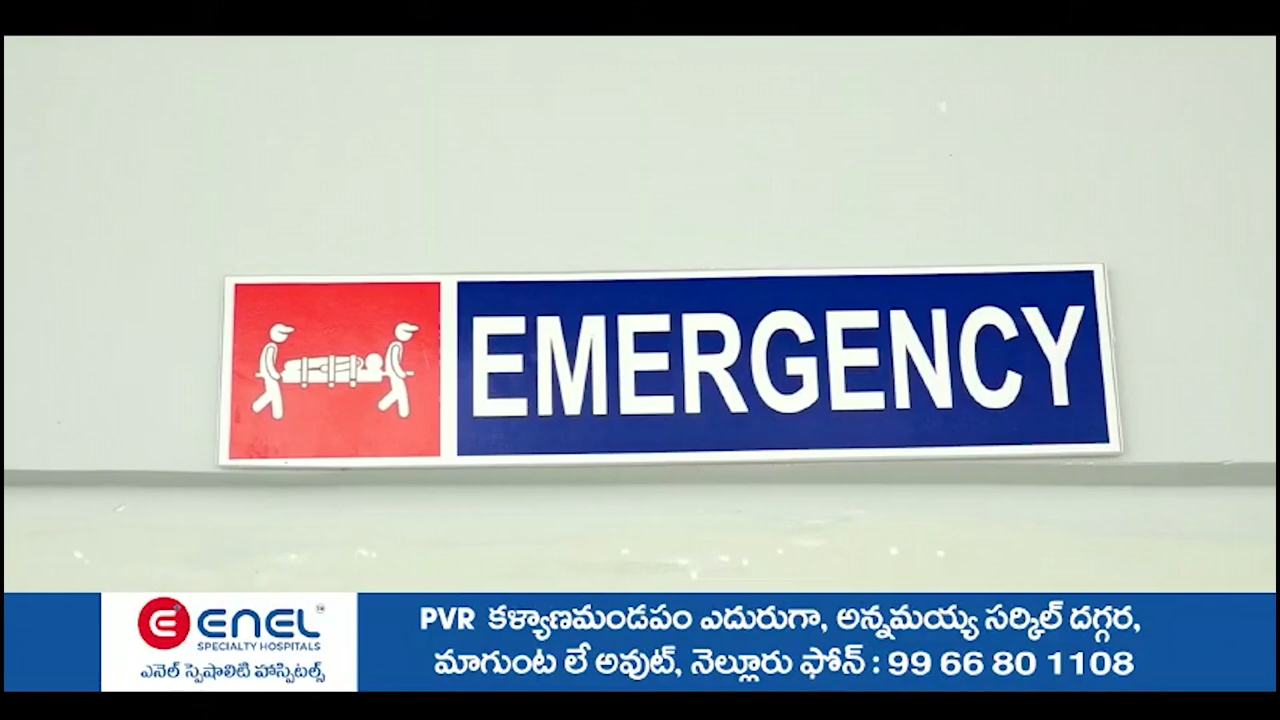 EMERGENCY
ENEL
SPECIALTY HOSPITALS
ఎనెల్ స్పెషాలిటి హాస్పిటల్స్
PVR కళ్యాణమండపం ఎదురుగా, అన్నమయ్య సర్కిల్ దగ్గర,
మాగుంట లే అవుట్, నెల్లూరు ఫోన్ : 99 66 80 1108